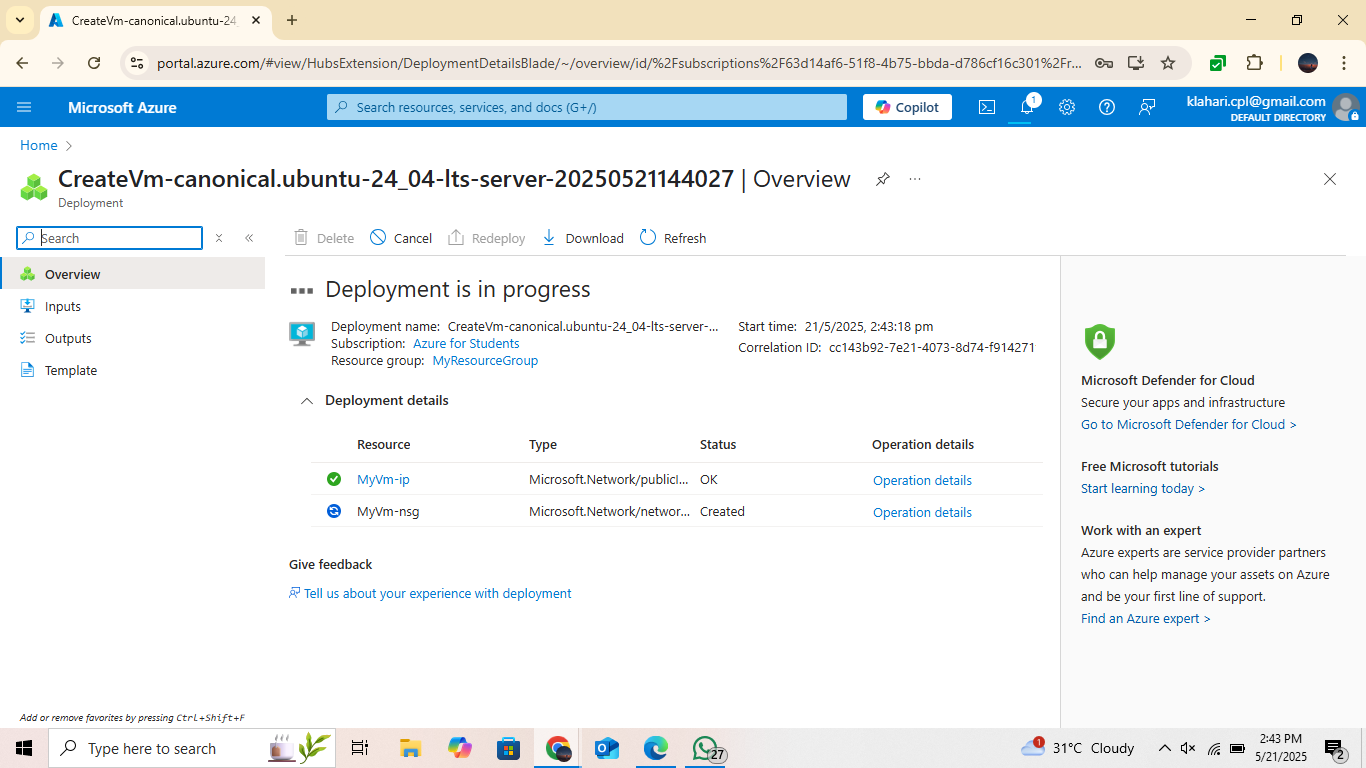 CreateVm-canonical.ubuntu-24_
portal.azure.com/#view/HubsExtension/DeploymentDetailsBlade/~/overview/id/%2Fsubscriptions%2F63d14af6-51f8-4b75-bbda-d786cf16c301%2Fr...
Microsoft Azure
Search resources, services, and docs (G+/)
Copilot
1
klahari.cpl@gmail.com
DEFAULT DIRECTORY
Home
CreateVm-canonical.ubuntu-24_04-lts-server-20250521144027 | Overview
Deployment
Search
Delete
Cancel
Redeploy
Download
Refresh
Overview
Inputs
Outputs
Template
Deployment is in progress
Deployment name: CreateVm-canonical.ubuntu-24_04-lts-server-...
Subscription: Azure for Students
Resource group: MyResourceGroup
Start time: 21/5/2025, 2:43:18 pm
Correlation ID: cc143b92-7e21-4073-8d74-f914271
Deployment details
Resource Type Status Operation details
MyVm-ip Microsoft.Network/publicI... OK Operation details
MyVm-nsg Microsoft.Network/networ... Created Operation details
Give feedback
Tell us about your experience with deployment
Microsoft Defender for Cloud
Secure your apps and infrastructure
Go to Microsoft Defender for Cloud >
Free Microsoft tutorials
Start learning today >
Work with an expert
Azure experts are service provider partners
who can help manage your assets on Azure
and be your first line of support.
Find an Azure expert >
Add or remove favorites by pressing Ctrl+Shift+F
Type here to search
27
1
31°C Cloudy
2:43 PM
5/21/2025
2